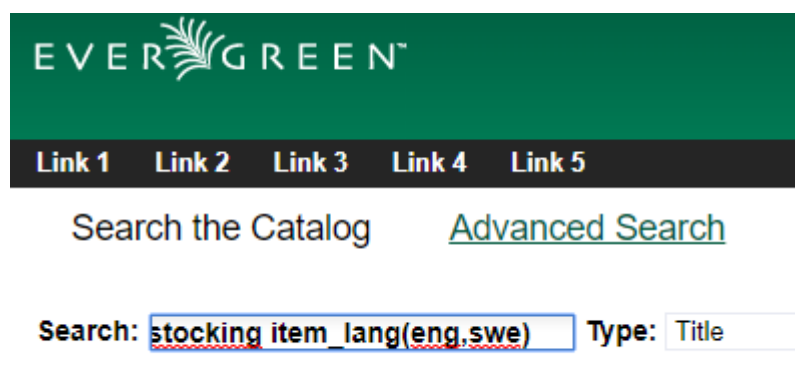 EVERGREEN™
Link 1 Link 2 Link 3 Link 4 Link 5
Search the Catalog Advanced Search
Search: stocking item_lang(eng,swe) Type: Title